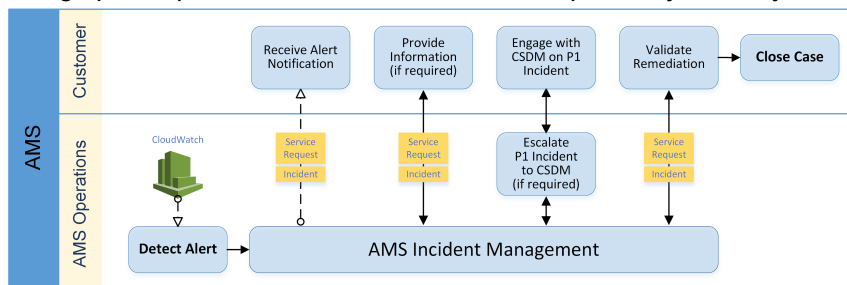 AMS
Customer
AMS Operations
Receive Alert
Notification
Provide
Information
(if required)
Engage with
CSDM on P1
Incident
Validate
Remediation
Close Case
CloudWatch
Service
Request
Incident
Service
Request
Incident
Escalate
P1 Incident
to CSDM
(if required)
Service
Request
Incident
Detect Alert
AMS Incident Management